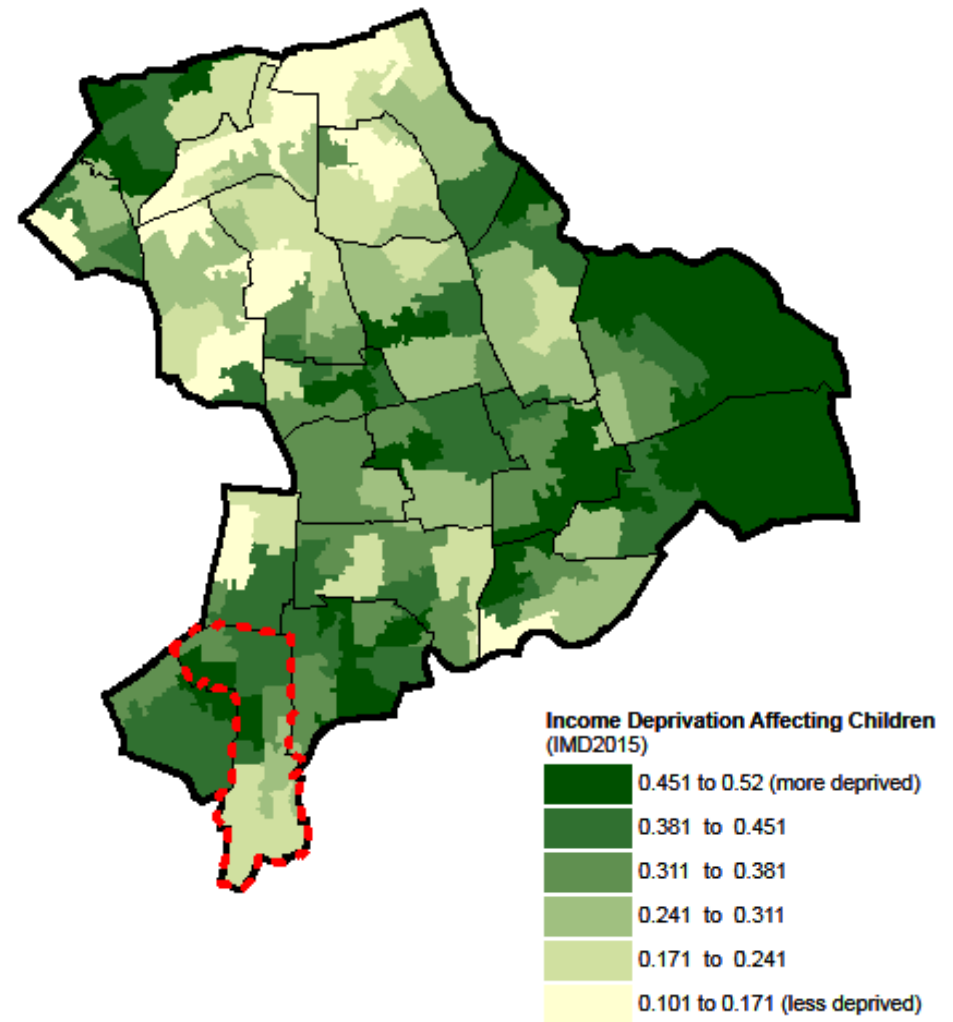 Income Deprivation Affecting Children
(IMD2015)
0.451 to 0.52 (more deprived)
0.381 to 0.451
0.311 to 0.381
0.241 to 0.311
0.171 to 0.241
0.101 to 0.171 (less deprived)